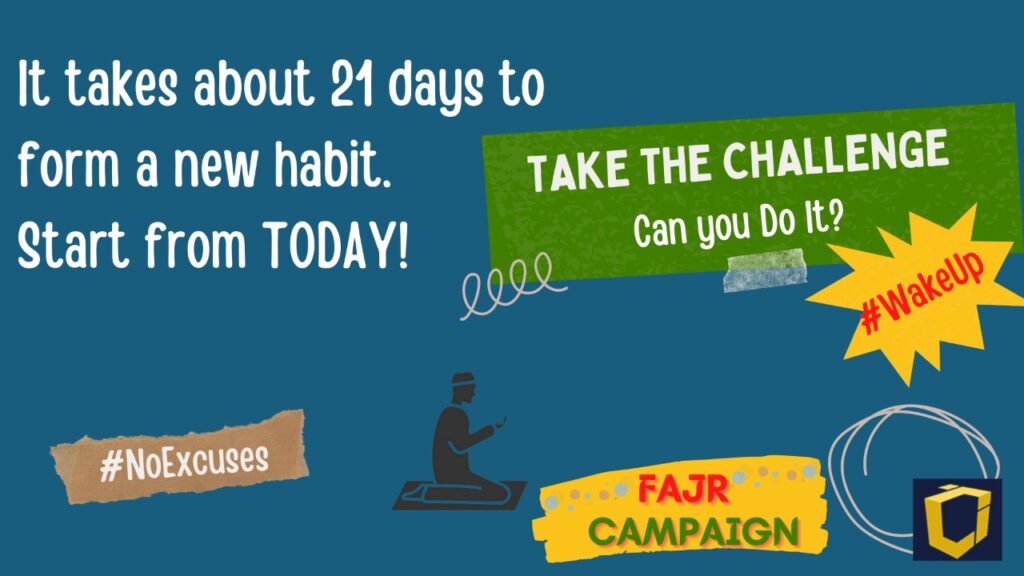 It takes about 21 days to
form a new habit.
Start from TODAY!
TAKE THE CHALLENGE
Can you Do It?
#WakeUp
#NoExcuses
FAJR
CAMPAIGN